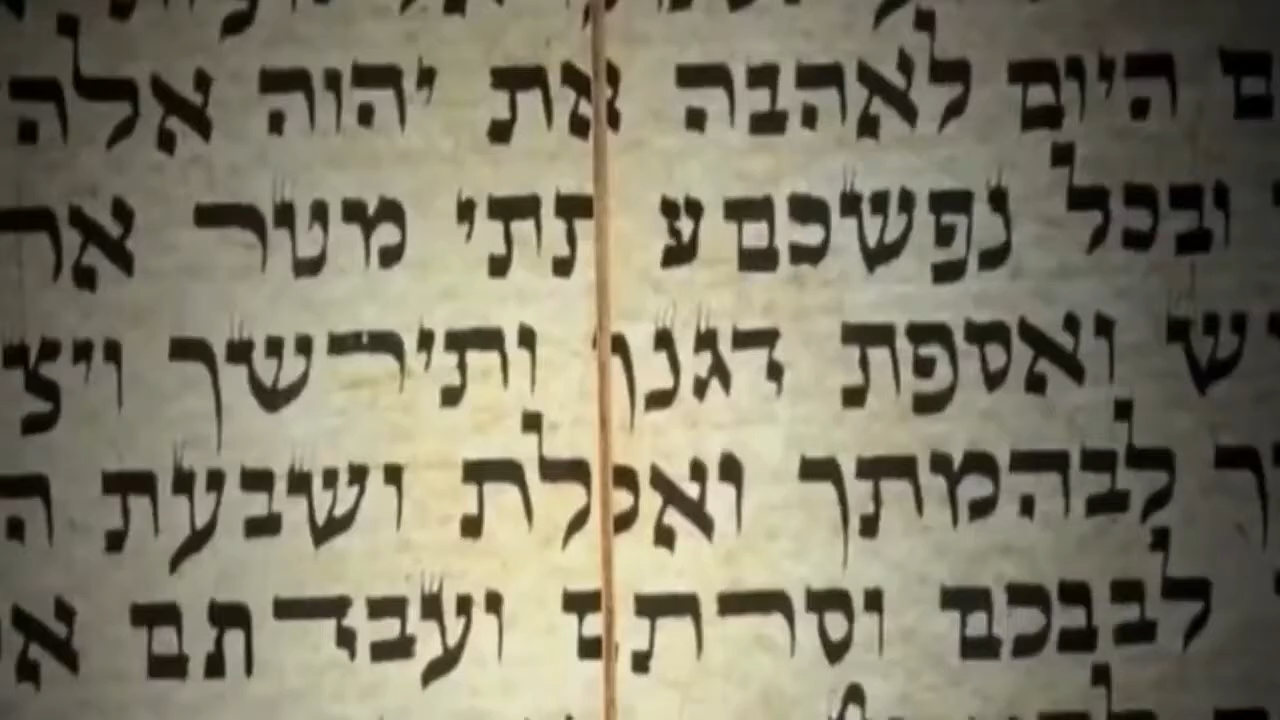 ם היום לאהבה את יהוה אלה
ובכל נפשכם ע תתי מטר אר
ש ואספת דגנך ותירשך ויצ
ך לבהמתך ואכלת ושבעת ה
לבבכם וסרתם ועבדתם א